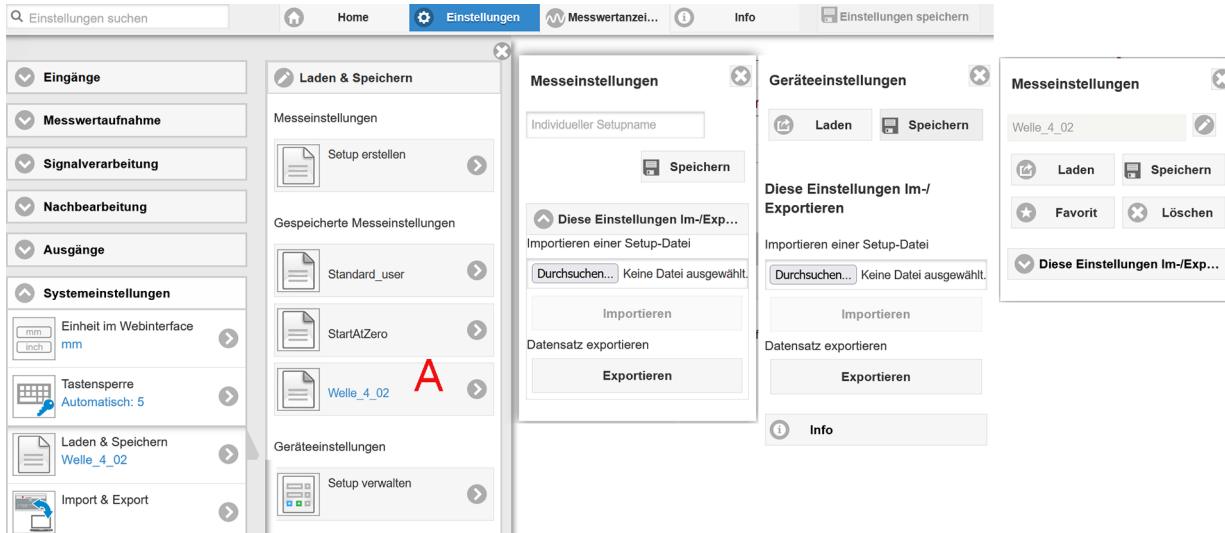 Einstellungen suchen
Home
Einstellungen
Messwertanzei...
Info
Einstellungen speichern
Eingänge
Messwertaufnahme
Signalverarbeitung
Nachbearbeitung
Ausgänge
Systemeinstellungen
mm
inch
Einheit im Webinterface
mm
Tastensperre
Automatisch: 5
Laden & Speichern
Welle_4_02
Import & Export
Laden & Speichern
Messeinstellungen
Setup erstellen
Gespeicherte Messeinstellungen
Standard_user
StartAtZero
Welle_4_02
A
Geräteeinstellungen
Setup verwalten
Messeinstellungen
Individueller Setupname
Speichern
Diese Einstellungen Im-/Exp...
Importieren einer Setup-Datei
Durchsuchen... Keine Datei ausgewählt.
Importieren
Datensatz exportieren
Exportieren
Geräteeinstellungen
Laden
Speichern
Diese Einstellungen Im-/
Exportieren
Importieren einer Setup-Datei
Durchsuchen... Keine Datei ausgewählt.
Importieren
Datensatz exportieren
Exportieren
Info
Messeinstellungen
Welle_4_02
Laden
Speichern
Favorit
Löschen
Diese Einstellungen Im-/Exp...